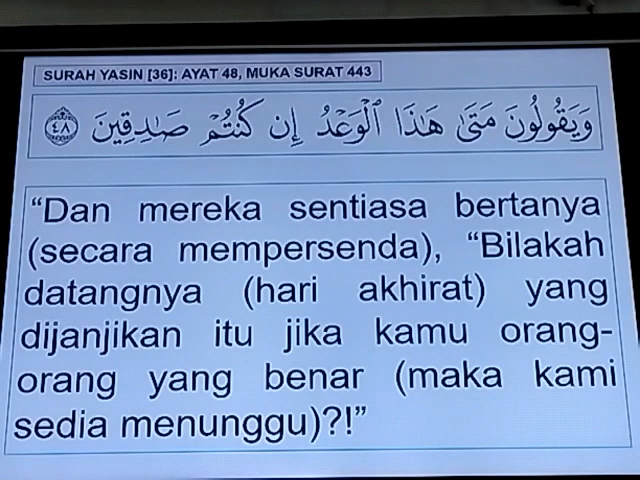 SURAH YASIN [36]: AYAT 48, MUKA SURAT 443
وَيَقُولُونَ مَتَىٰ هَـٰذَا ٱلْوَعْدُ إِن كُنتُمْ صَـٰدِقِينَ ٤٨
“Dan mereka sentiasa bertanya
(secara mempersenda), “Bilakah
datangnya (hari akhirat) yang
dijanjikan itu jika kamu orang-
orang yang benar (maka kami
sedia menunggu)?!”